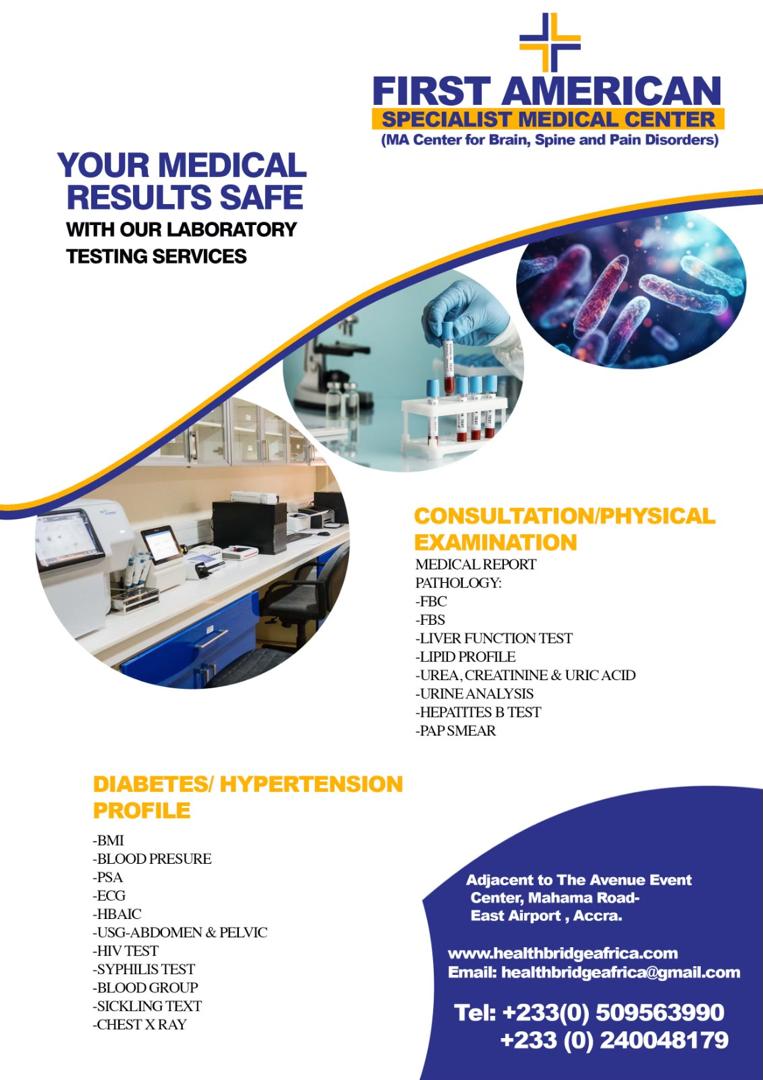 FIRST AMERICAN
SPECIALIST MEDICAL CENTER
(MA Center for Brain, Spine and Pain Disorders)
YOUR MEDICAL
RESULTS SAFE
WITH OUR LABORATORY
TESTING SERVICES
CONSULTATION/PHYSICAL
EXAMINATION
MEDICAL REPORT
PATHOLOGY:
-FBC
-FBS
-LIVER FUNCTION TEST
-LIPID PROFILE
-UREA, CREATININE & URIC ACID
-URINE ANALYSIS
-HEPATITES B TEST
-PAP SMEAR
DIABETES/ HYPERTENSION
PROFILE
-BMI
-BLOOD PRESURE
-PSA
-ECG
-HBAIC
-USG-ABDOMEN & PELVIC
-HIV TEST
-SYPHILIS TEST
-BLOOD GROUP
-SICKLING TEXT
-CHEST X RAY
Adjacent to The Avenue Event
Center, Mahama Road-
East Airport , Accra.
www.healthbridgeafrica.com
Email: healthbridgeafrica@gmail.com
Tel: +233(0) 509563990
+233 (0) 240048179